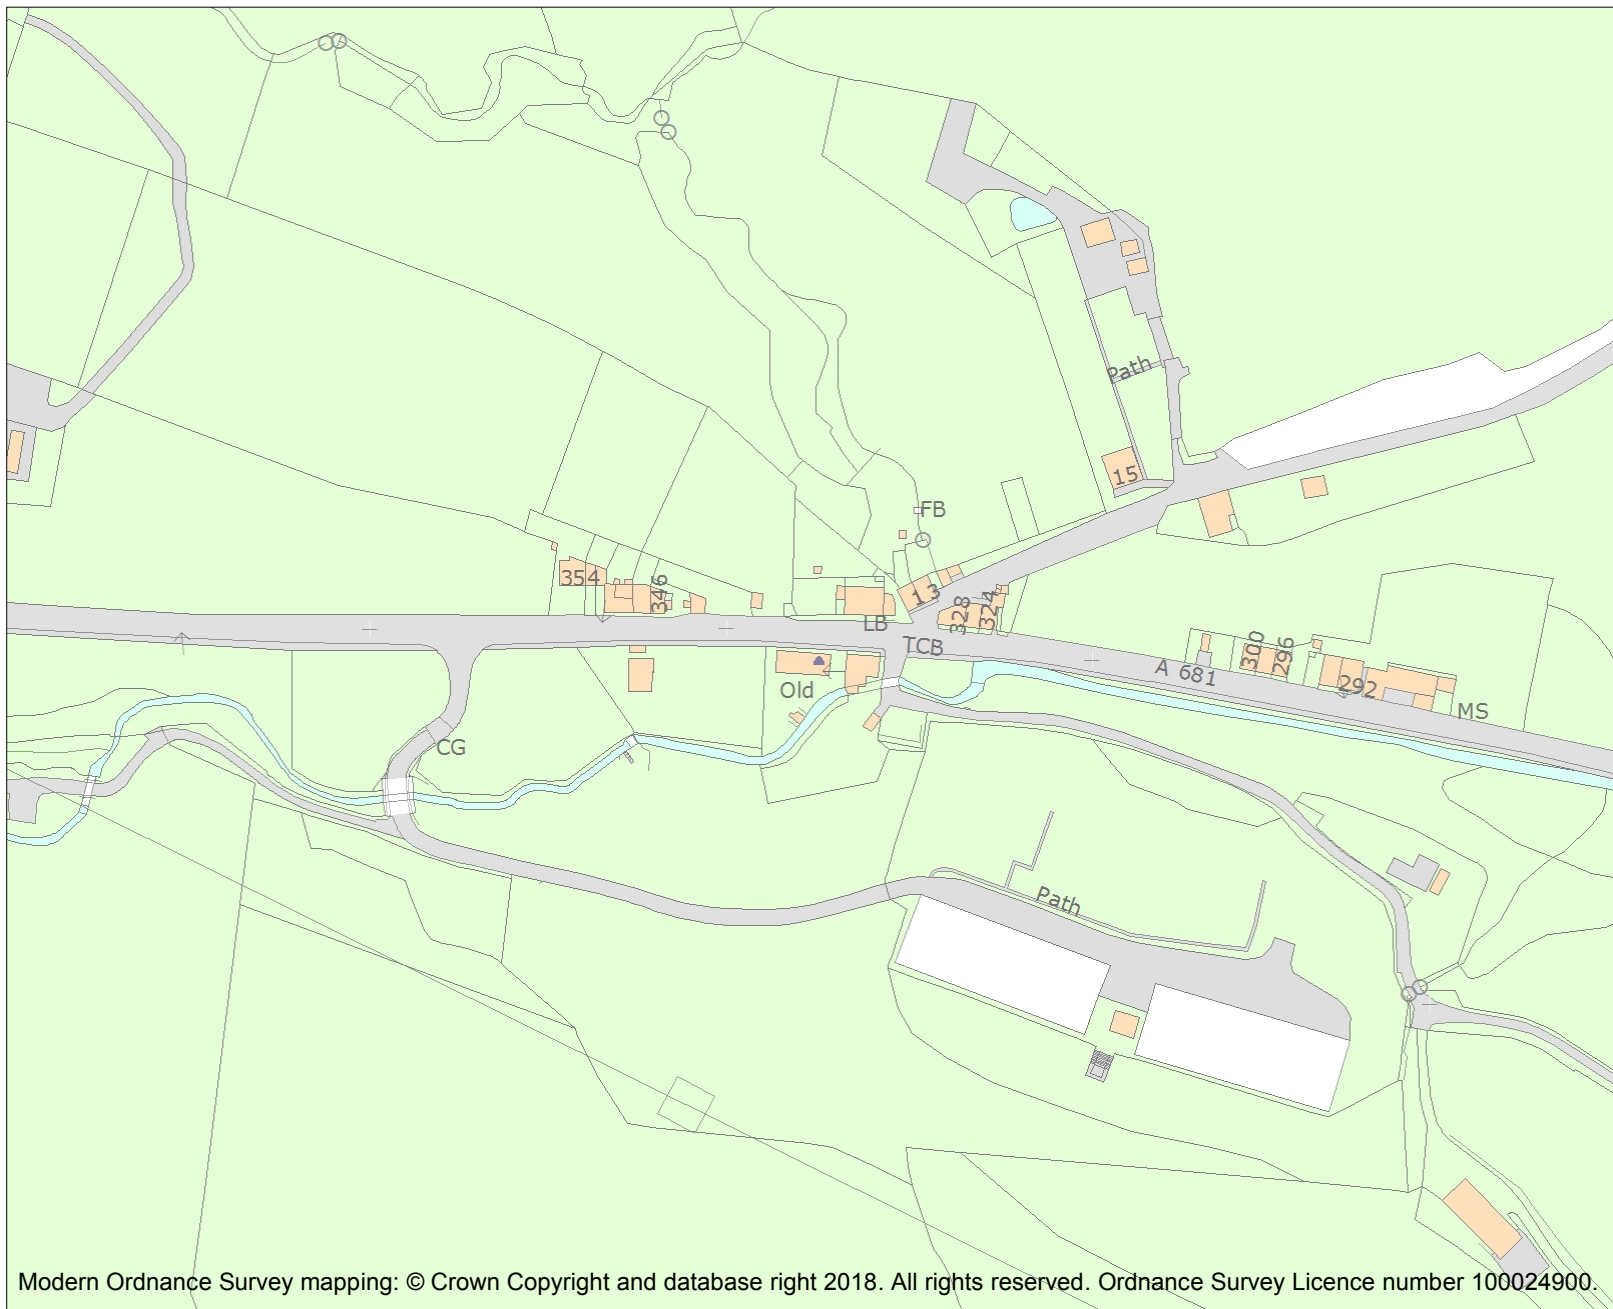 Path
15
FB
354
346
13
328
324
LB
TCB
300
296
A 681
Old
292
MS
CG
Path
Modern Ordnance Survey mapping: © Crown Copyright and database right 2018. All rights reserved. Ordnance Survey Licence number 100024900.